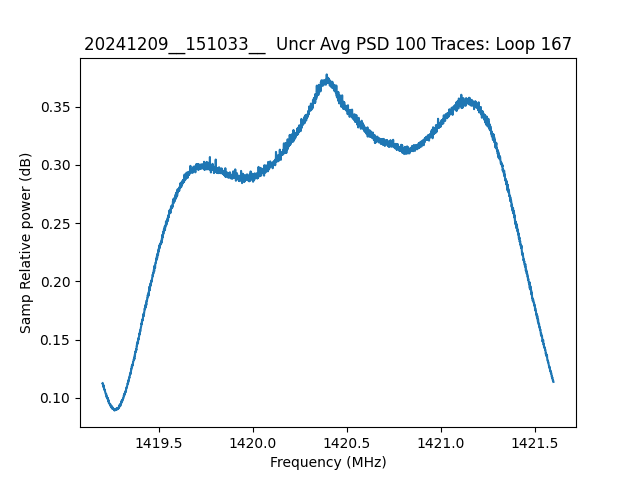 20241209__151033__  Uncr Avg PSD 100 Traces: Loop 167
Samp Relative power (dB)
0.35
0.30
0.25
0.20
0.15
0.10
1419.5 1420.0 1420.5 1421.0 1421.5
Frequency (MHz)